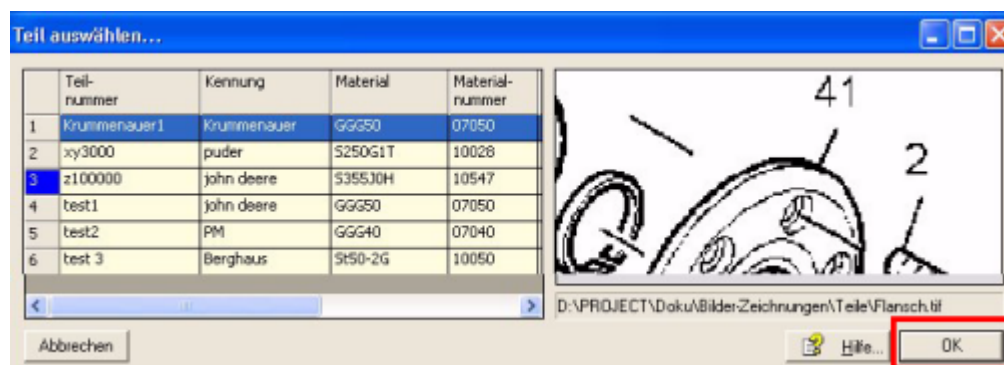 Teil auswählen...
Teil-
nummer
Kennung
Material
Material-
nummer
1 Krummenauer1 Krummenauer GGG50 07050
2 xy3000 puder S250G1T 10028
3 z100000 john deere S355J0H 10547
4 test1 john deere GGG50 07050
5 test2 PM GGG40 07040
6 test 3 Berghaus St50-2G 10050
41
2
D:\PROJECT\Doku\Bilder-Zeichnungen\Teile\Flansch.tif
Abbrechen
Hilfe...
OK